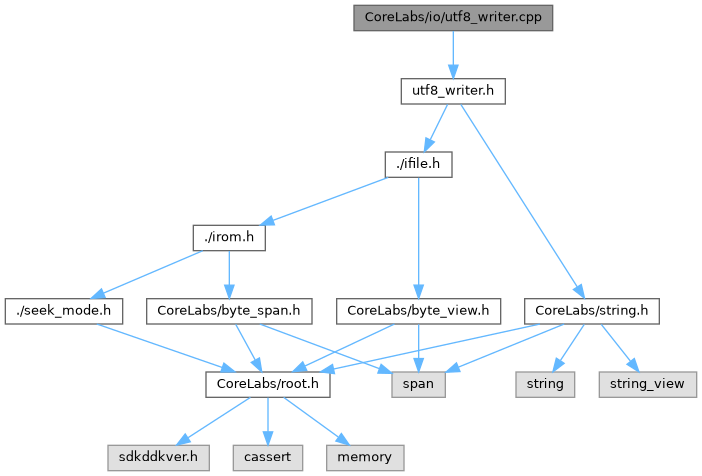 CoreLabs/io/utf8_writer.cpp
utf8_writer.h
./ifile.h
./irom.h
./seek_mode.h
CoreLabs/byte_span.h
CoreLabs/byte_view.h
CoreLabs/string.h
CoreLabs/root.h
span
string
string_view
sdkddkver.h
cassert
memory